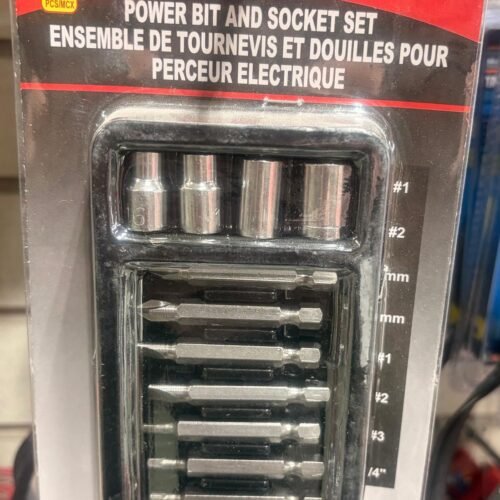 PCS/MCX
POWER BIT AND SOCKET SET
ENSEMBLE DE TOURNEVIS ET DOUILLES POUR
PERCEUR ELECTRIQUE
#1
#2
mm
mm
#1
#2
#3
/4"